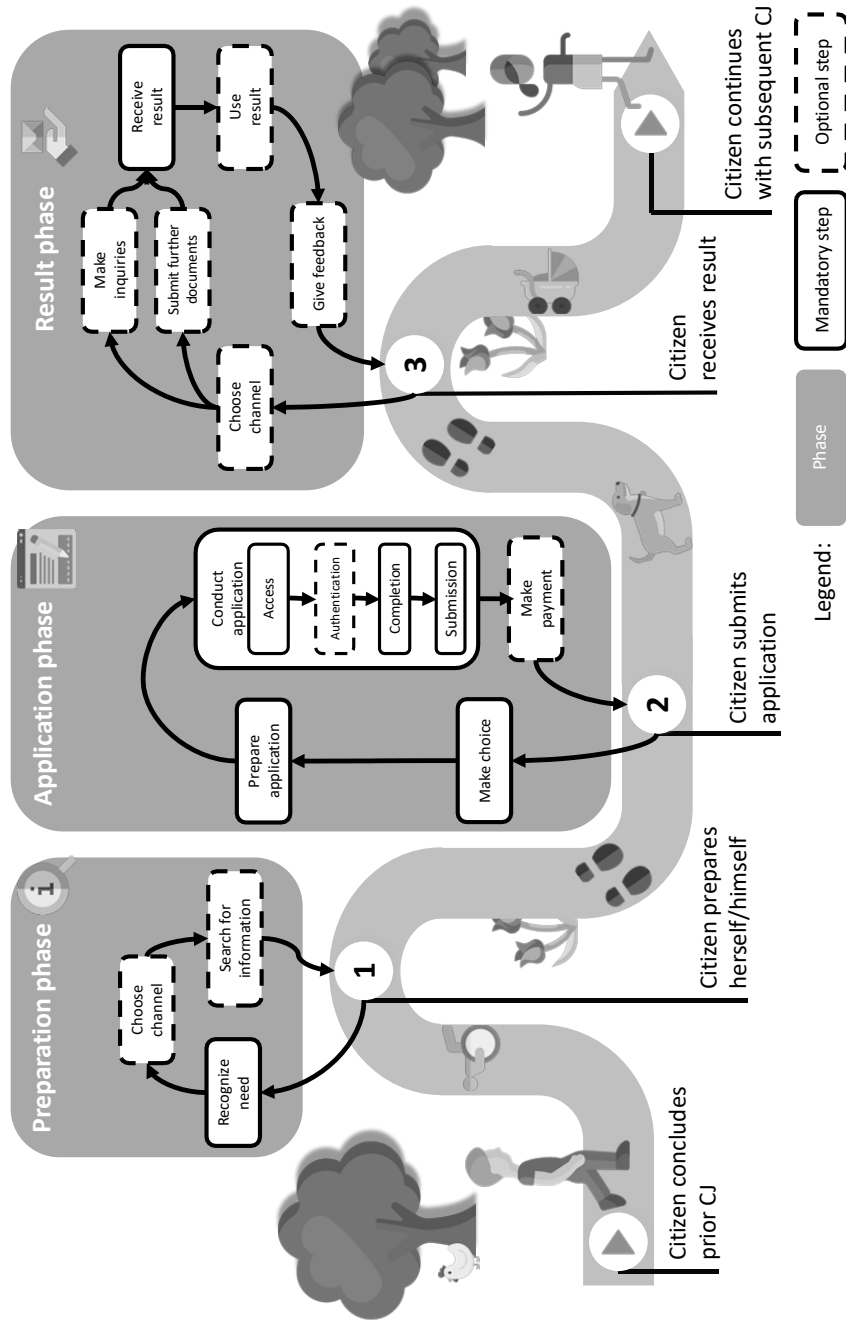 Preparation phase
i
Recognize
need
Choose
channel
Search for
information
1
Application phase
Make choice
Prepare
application
Conduct
application
Access
Authentication
Completion
Submission
Make
payment
2
Result phase
Choose
channel
Make
inquiries
Submit further
documents
Receive
result
Use
result
Give feedback
3
Citizen concludes
prior CJ
Citizen prepares
herself/himself
Citizen submits
application
Citizen
receives result
Citizen continues
with subsequent CJ
Legend:
Phase
Mandatory step
Optional step